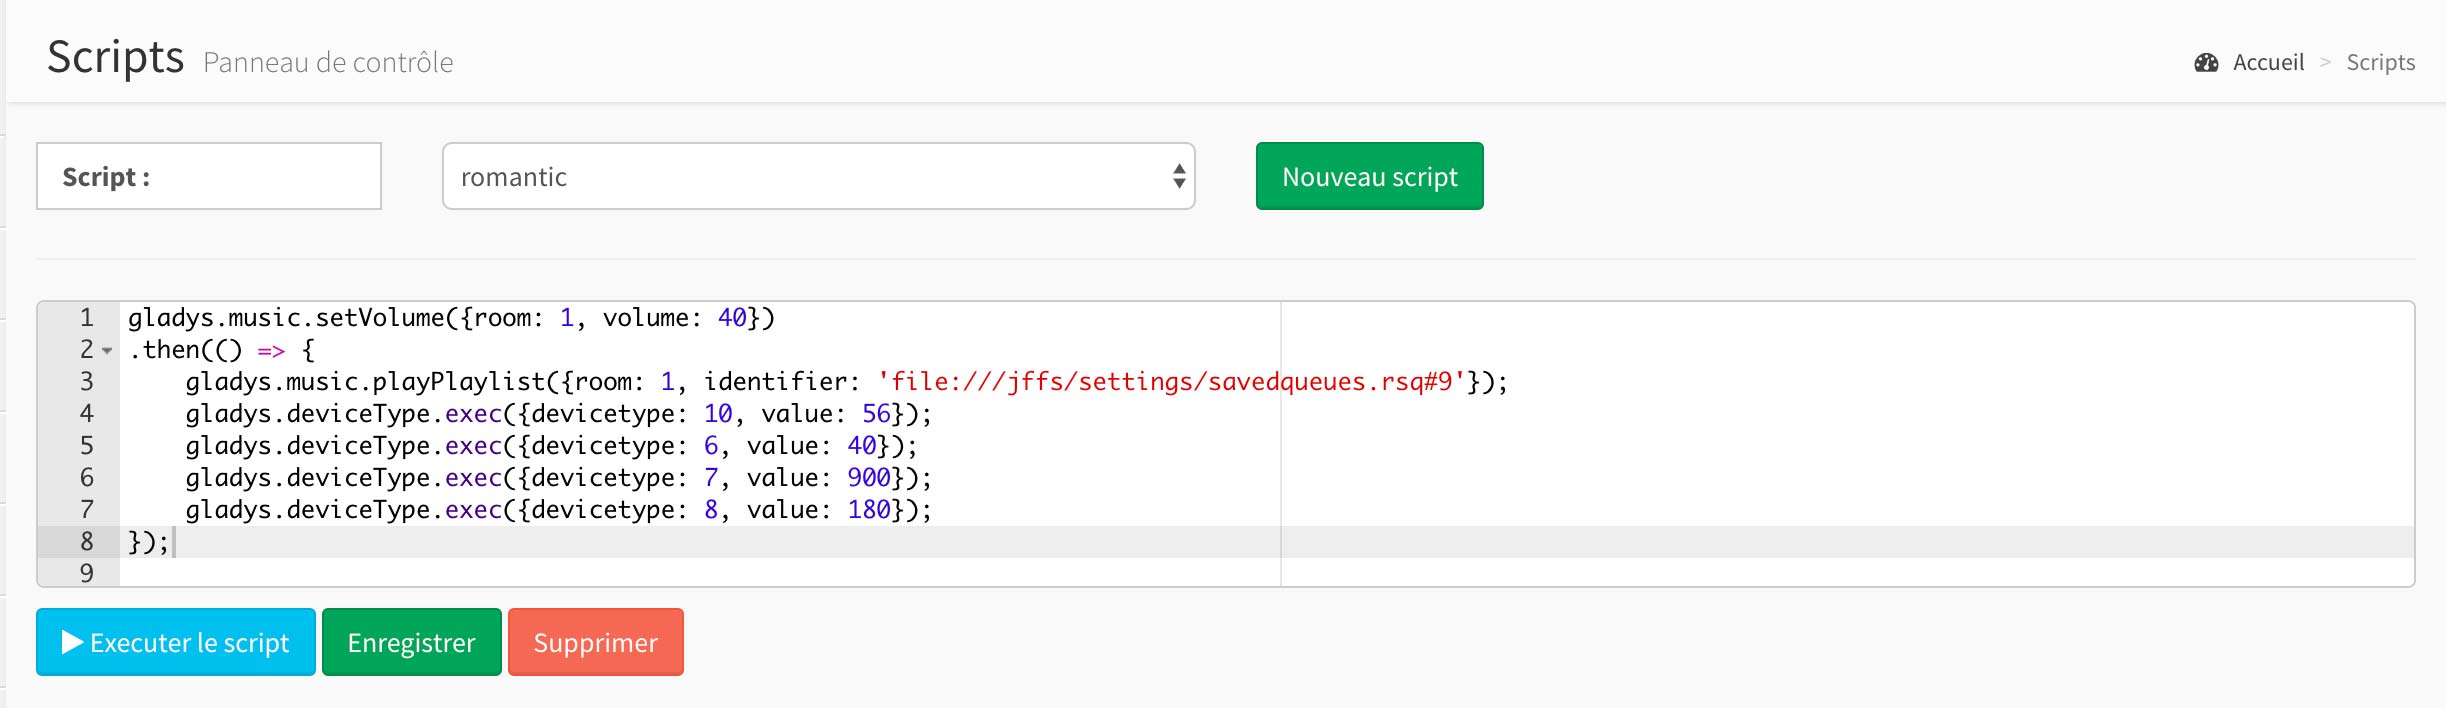 Scripts Panneau de contrôle
Accueil > Scripts
Script :
romantic
Nouveau script
1 gladys.music.setVolume({room: 1, volume: 40})
2 .then(() => {
3 gladys.music.playPlaylist({room: 1, identifier: 'file:///jffs/settings/savedqueues.rsq#9'});
4 gladys.deviceType.exec({devicetype: 10, value: 56});
5 gladys.deviceType.exec({devicetype: 6, value: 40});
6 gladys.deviceType.exec({devicetype: 7, value: 900});
7 gladys.deviceType.exec({devicetype: 8, value: 180});
8 });
9
Executer le script
Enregistrer
Supprimer